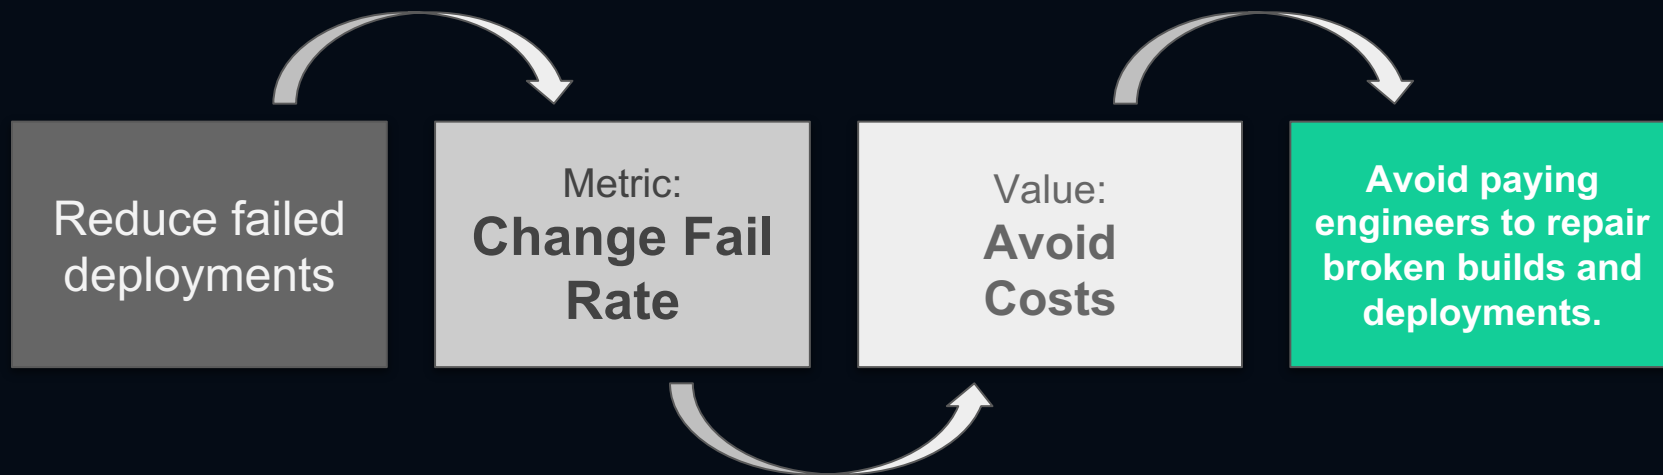 Reduce failed
deployments
Metric:
Change Fail
Rate
Value:
Avoid
Costs
Avoid paying
engineers to repair
broken builds and
deployments.